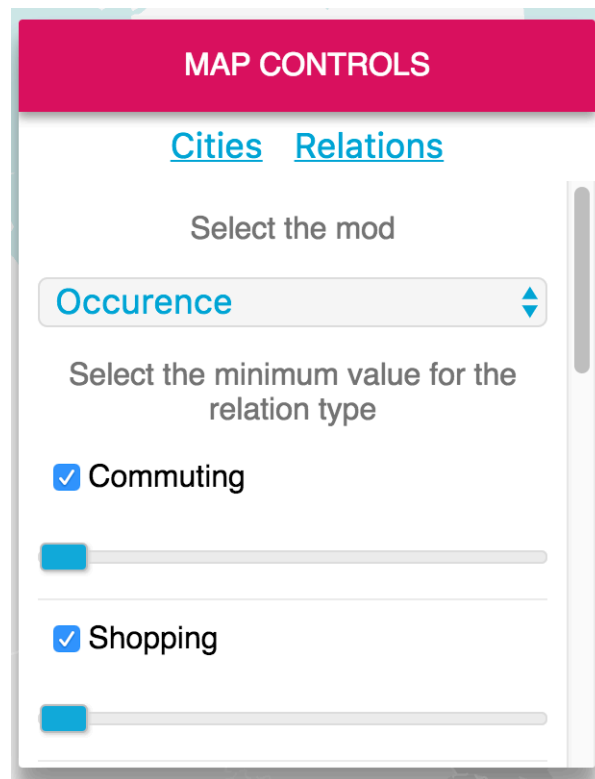 MAP CONTROLS
Cities Relations
Select the mod
Occurence
Select the minimum value for the
relation type
Commuting
Shopping